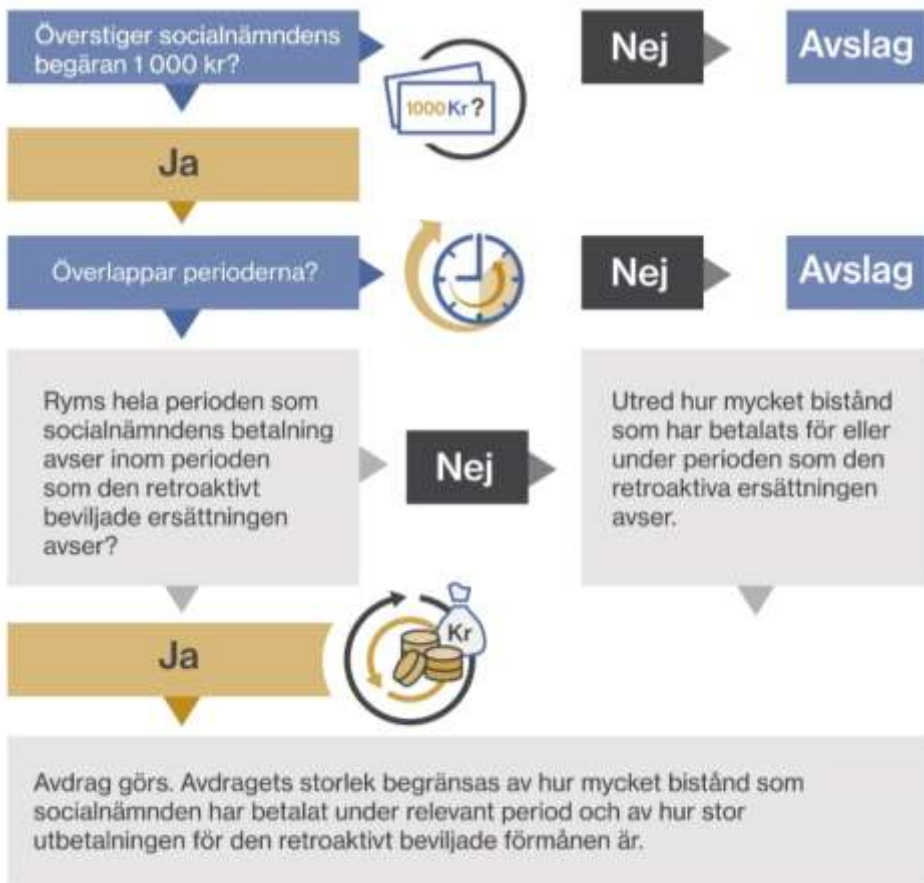 Överstiger socialnämndens
begäran 1 000 kr?
1000 Kr ?
Nej
Avslag
Ja
Överlappar perioderna?
Nej
Avslag
Ryms hela perioden som
socialnämndens betalning
avser inom perioden
som den retroaktivt
beviljade ersättningen
avser?
Nej
Utred hur mycket bistånd
som har betalats för eller
under perioden som den
retroaktiva ersättningen
avser.
Ja
Kr
Avdrag görs. Avdragets storlek begränsas av hur mycket bistånd som
socialnämnden har betalat under relevant period och av hur stor
utbetalningen för den retroaktivt beviljade förmånen är.